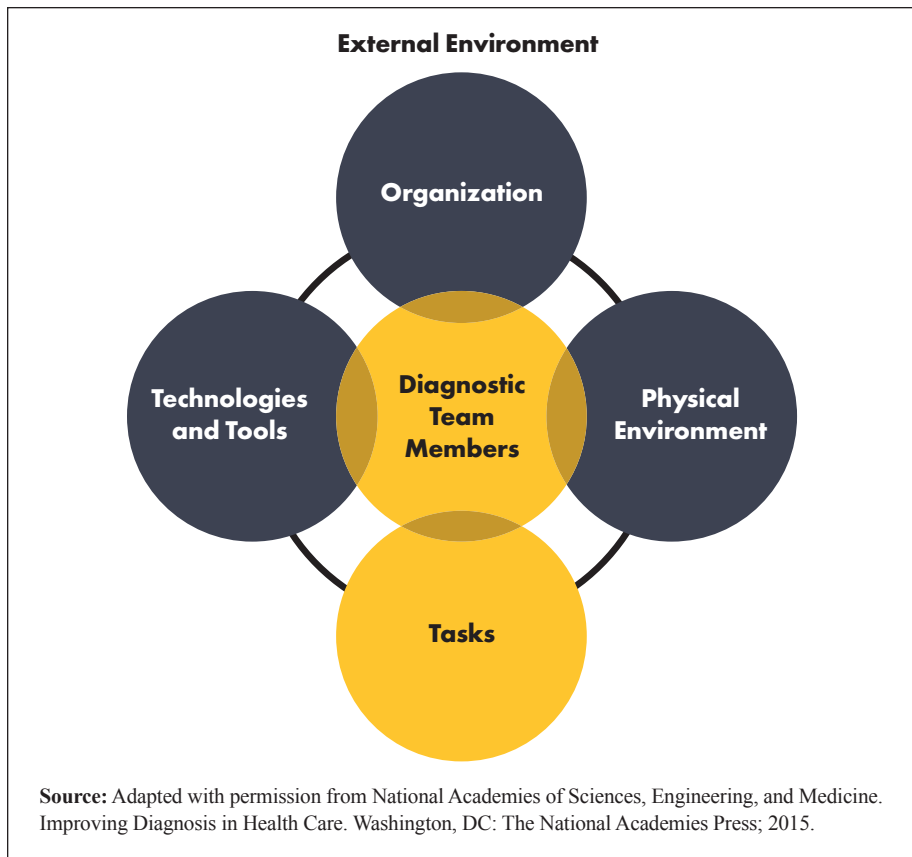 External Environment
Organization
Technologies
and Tools
Diagnostic
Team
Members
Physical
Environment
Tasks
Source: Adapted with permission from National Academies of Sciences, Engineering, and Medicine.
Improving Diagnosis in Health Care. Washington, DC: The National Academies Press; 2015.